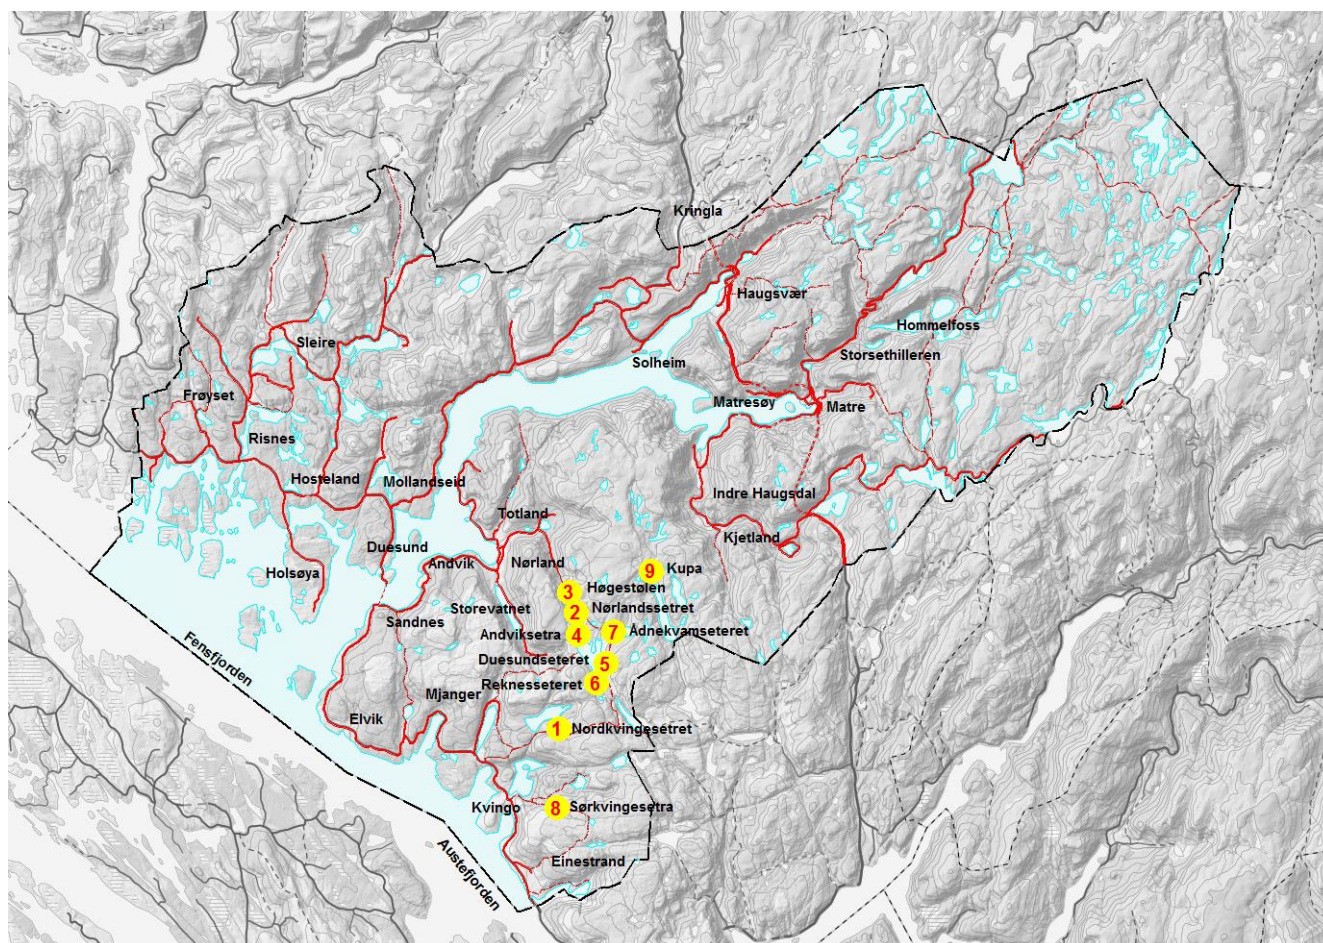 Kringla
Haugsvær
Hommelfoss
Sleire
Storsethilleren
Solheim
Frøyset
Matresøy
Matre
Risnes
Hosteland
Mollandseid
Indre Haugsdal
Totland
Kjetland
Duesund
Andvik
Nørland
Holsøya
9 Kupa
3 Høgestølen
Storevatnet
2 Nørlandssetret
Sandnes
Andviksetra 4
7 Ådnekvamseteret
Fensfjorden
Duesundseteret 5
Reknesseteret 6
Mjanger
Elvik
1 Nordkvingesetret
Kvingo
8 Sørkvingesetra
Einestrand
Austefjorden